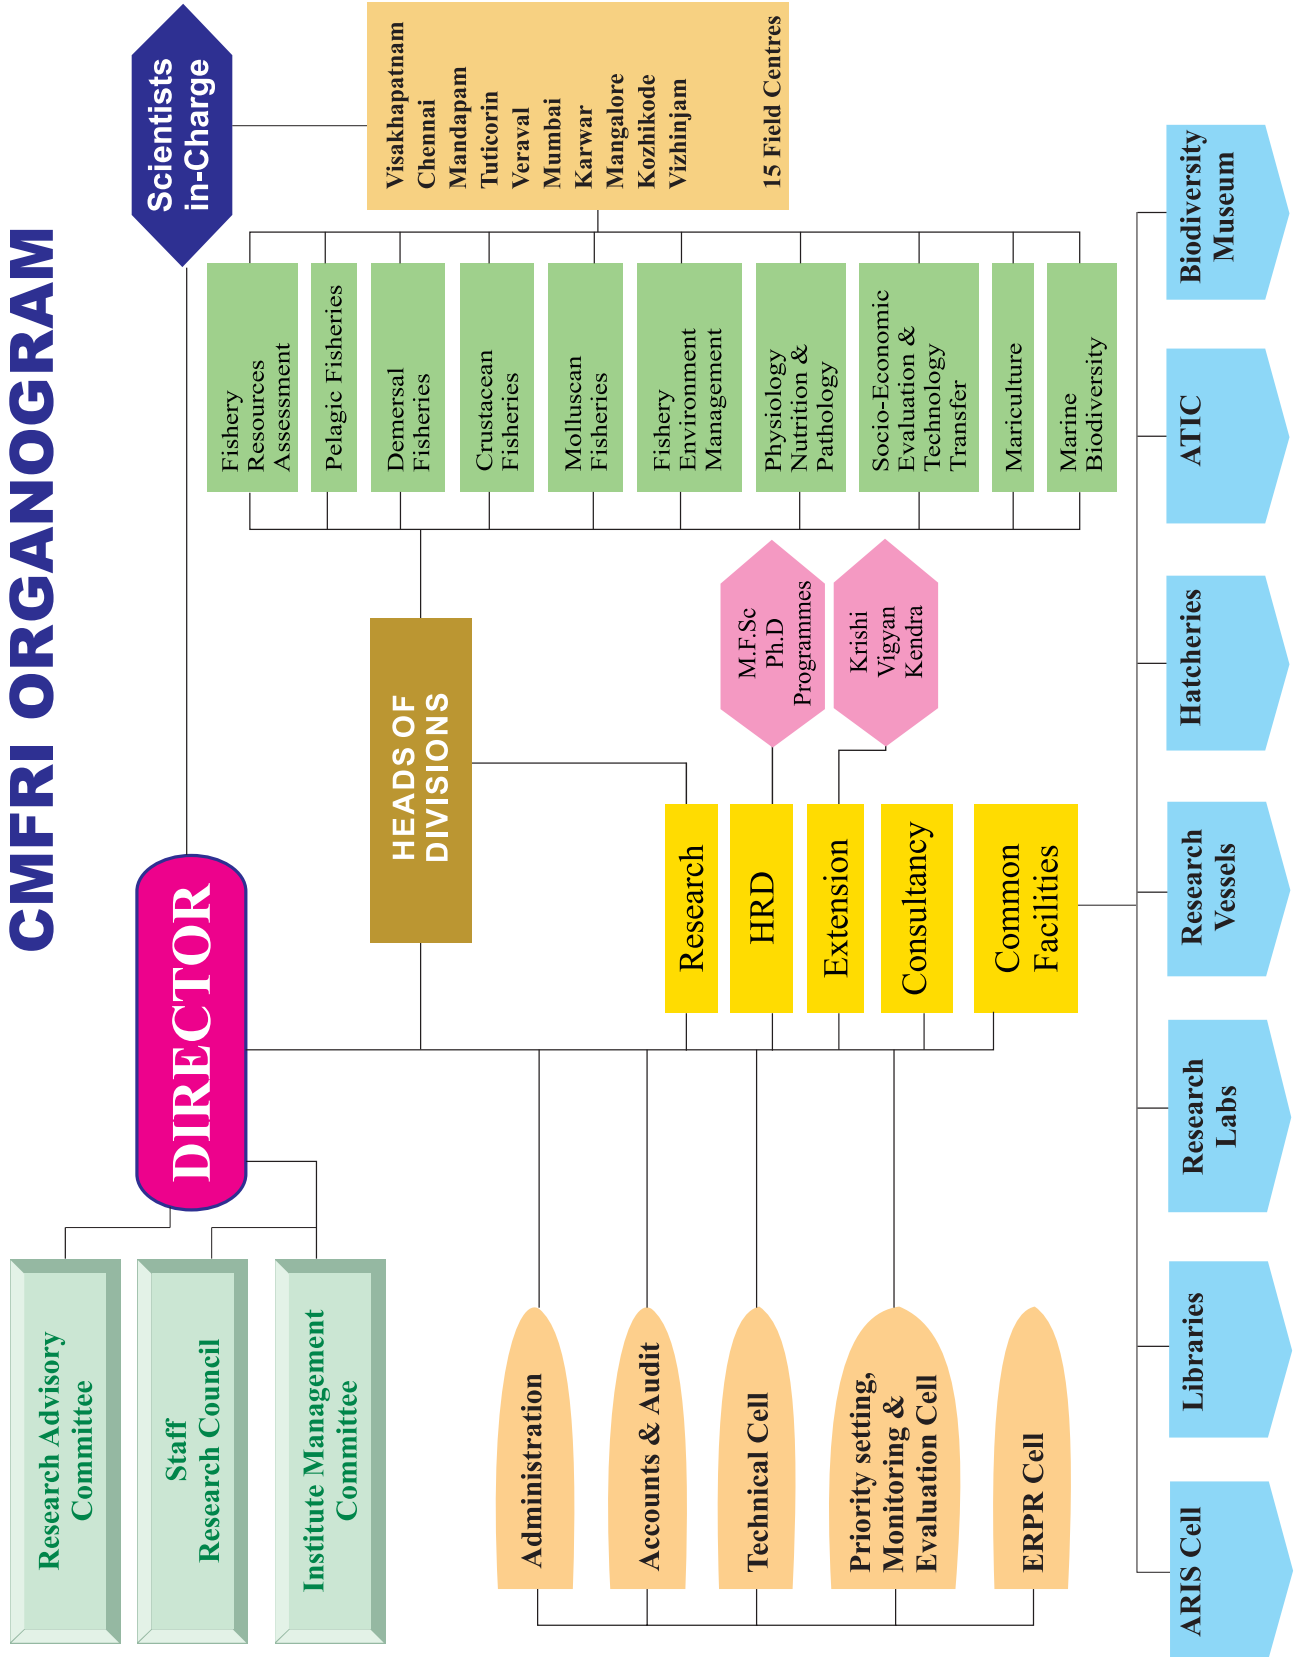 CMFRI ORGANOGRAM
Research Advisory
Committee
Staff
Research Council
Institute Management
Committee
DIRECTOR
Scientists
in-Charge
HEADS OF
DIVISIONS
Visakhapatnam
Chennai
Mandapam
Tuticorin
Veraval
Mumbai
Karwar
Mangalore
Kozhikode
Vizhinjam
15 Field Centres
Fishery
Resources
Assessment
Pelagic Fisheries
Demersal
Fisheries
Crustacean
Fisheries
Molluscan
Fisheries
Fishery
Environment
Management
Physiology
Nutrition &
Pathology
Socio-Economic
Evaluation &
Technology
Transfer
Mariculture
Marine
Biodiversity
Administration
Accounts & Audit
Technical Cell
Priority setting,
Monitoring &
Evaluation Cell
ERPR Cell
Research
HRD
Extension
Consultancy
Common
Facilities
M.F.Sc
Ph.D
Programmes
Krishi
Vigyan
Kendra
ARIS Cell
Libraries
Research
Labs
Research
Vessels
Hatcheries
ATIC
Biodiversity
Museum